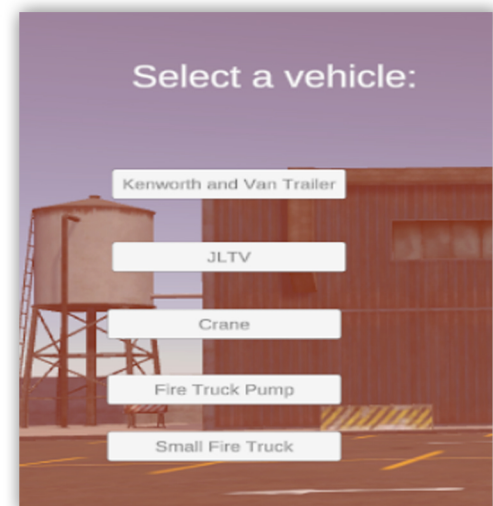 Select a vehicle:
Kenworth and Van Trailer
JLTV
Crane
Fire Truck Pump
Small Fire Truck